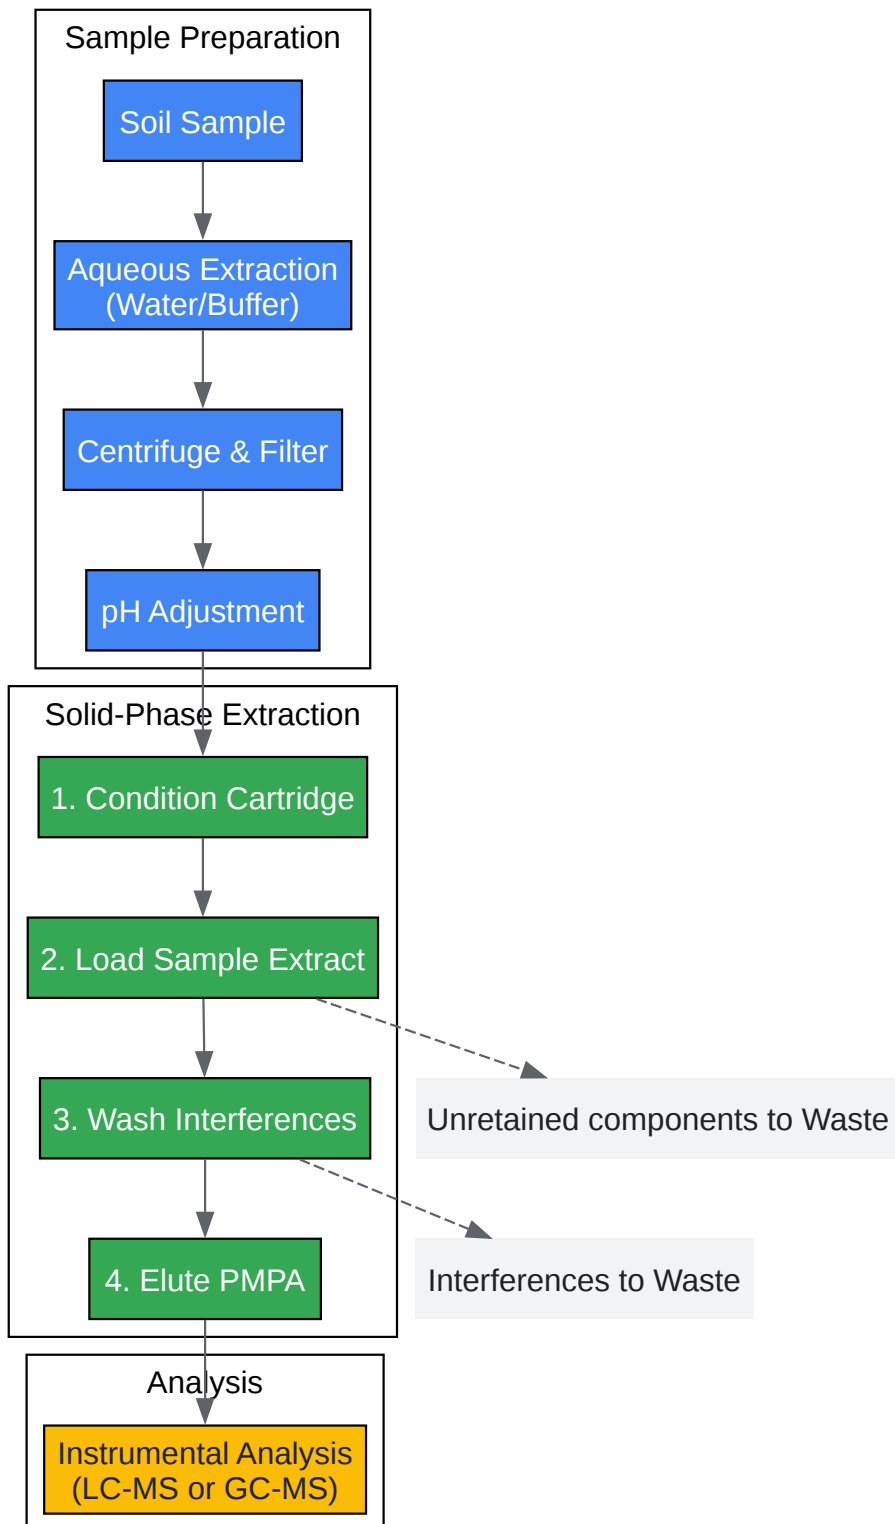 Sample Preparation
Soil Sample
Aqueous Extraction
(Water/Buffer)
Centrifuge & Filter
pH Adjustment
Solid-Phase Extraction
1. Condition Cartridge
2. Load Sample Extract
3. Wash Interferences
Unretained components to Waste
4. Elute PMPA
Interferences to Waste
Analysis
Instrumental Analysis
(LC-MS or GC-MS)